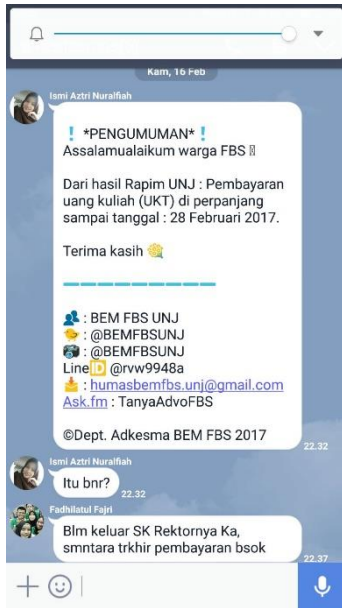 Kam, 16 Feb
Ismi Aztri Nuralfiah
❗ *PENGUMUMAN* ❗
Assalamualaikum warga FBS
Dari hasil Rapim UNJ : Pembayaran
uang kuliah (UKT) di perpanjang
sampai tanggal : 28 Februari 2017.
Terima kasih
: BEM FBS UNJ
: @BEMFBSUNJ
: @BEMFBSUNJ
Line🆔 @rvw9948a
: humasbemfbs.unj@gmail.com
Ask.fm : TanyaAdvoFBS
©Dept. Adkesma BEM FBS 2017
22.32
Ismi Aztri Nuralfiah
Itu bnr?
22.32
Fadhilatul Fajri
Blm keluar SK Rektornya Ka,
smntara trkhir pembayaran bsok
22.37